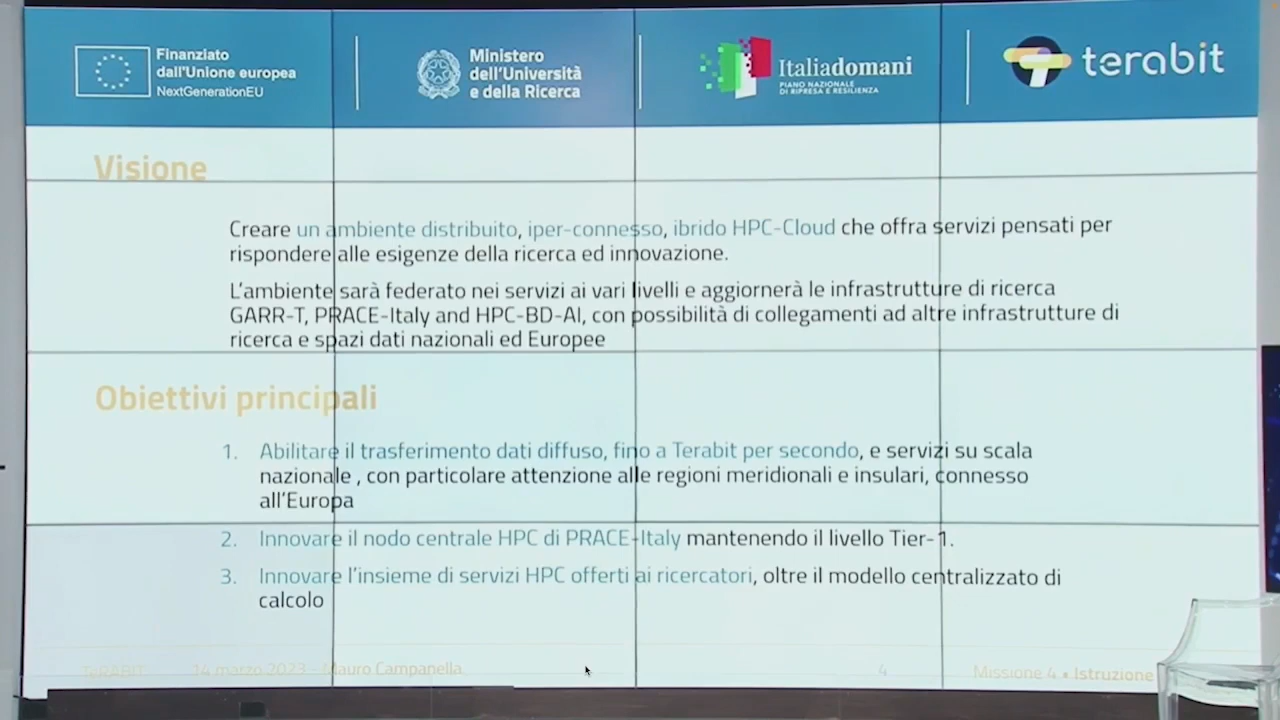 Finanziato
dall'Unione europea
NextGenerationEU
Ministero
dell'Università
e della Ricerca
Italiadomani
PIANO NAZIONALE
DI RIPRESA E RESILIENZA
terabit
Visione
Creare un ambiente distribuito, iper-connesso, ibrido HPC-Cloud che offra servizi pensati per
rispondere alle esigenze della ricerca ed innovazione.
L'ambiente sarà federato nei servizi ai vari livelli e aggiornerà le infrastrutture di ricerca
GARR-T, PRACE-Italy and HPC-BD-AI, con possibilità di collegamenti ad altre infrastrutture di
ricerca e spazi dati nazionali ed Europee
Obiettivi principali
1. Abilitare il trasferimento dati diffuso, fino a Terabit per secondo, e servizi su scala
nazionale , con particolare attenzione alle regioni meridionali e insulari, connesso
all'Europa
2. Innovare il nodo centrale HPC di PRACE-Italy mantenendo il livello Tier-1.
3. Innovare l'insieme di servizi HPC offerti ai ricercatori, oltre il modello centralizzato di
calcolo
TeRABIT 14 marzo 2023 - Mauro Campanella 4 Missione 4 • Istruzione